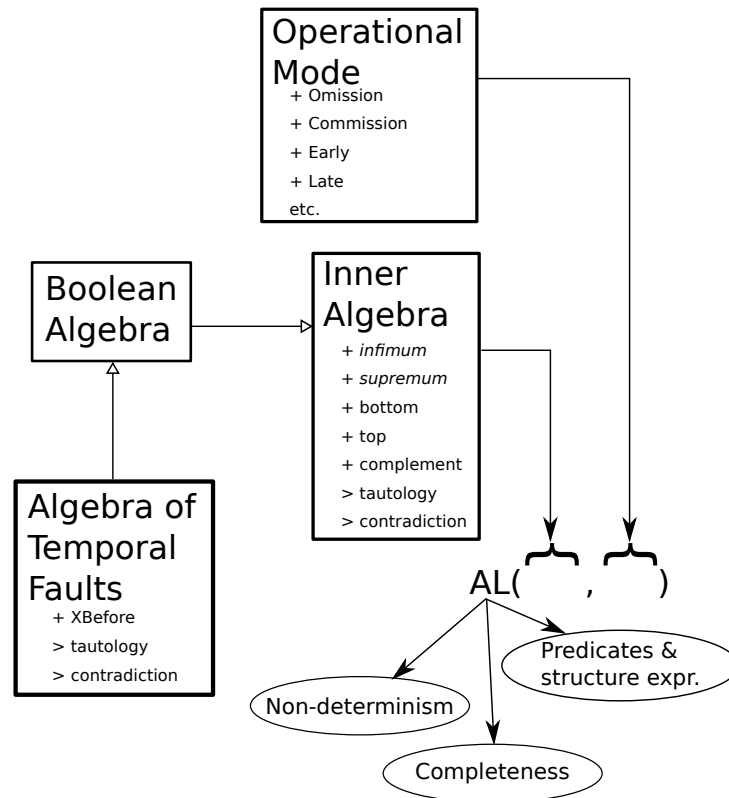 Operational
Mode
+ Omission
+ Commission
+ Early
+ Late
etc.
Boolean
Algebra
Inner
Algebra
+ infimum
+ supremum
+ bottom
+ top
+ complement
> tautology
> contradiction
Algebra of
Temporal
Faults
+ XBefore
> tautology
> contradiction
AL( , )
Predicates &
structure expr.
Non-determinism
Completeness